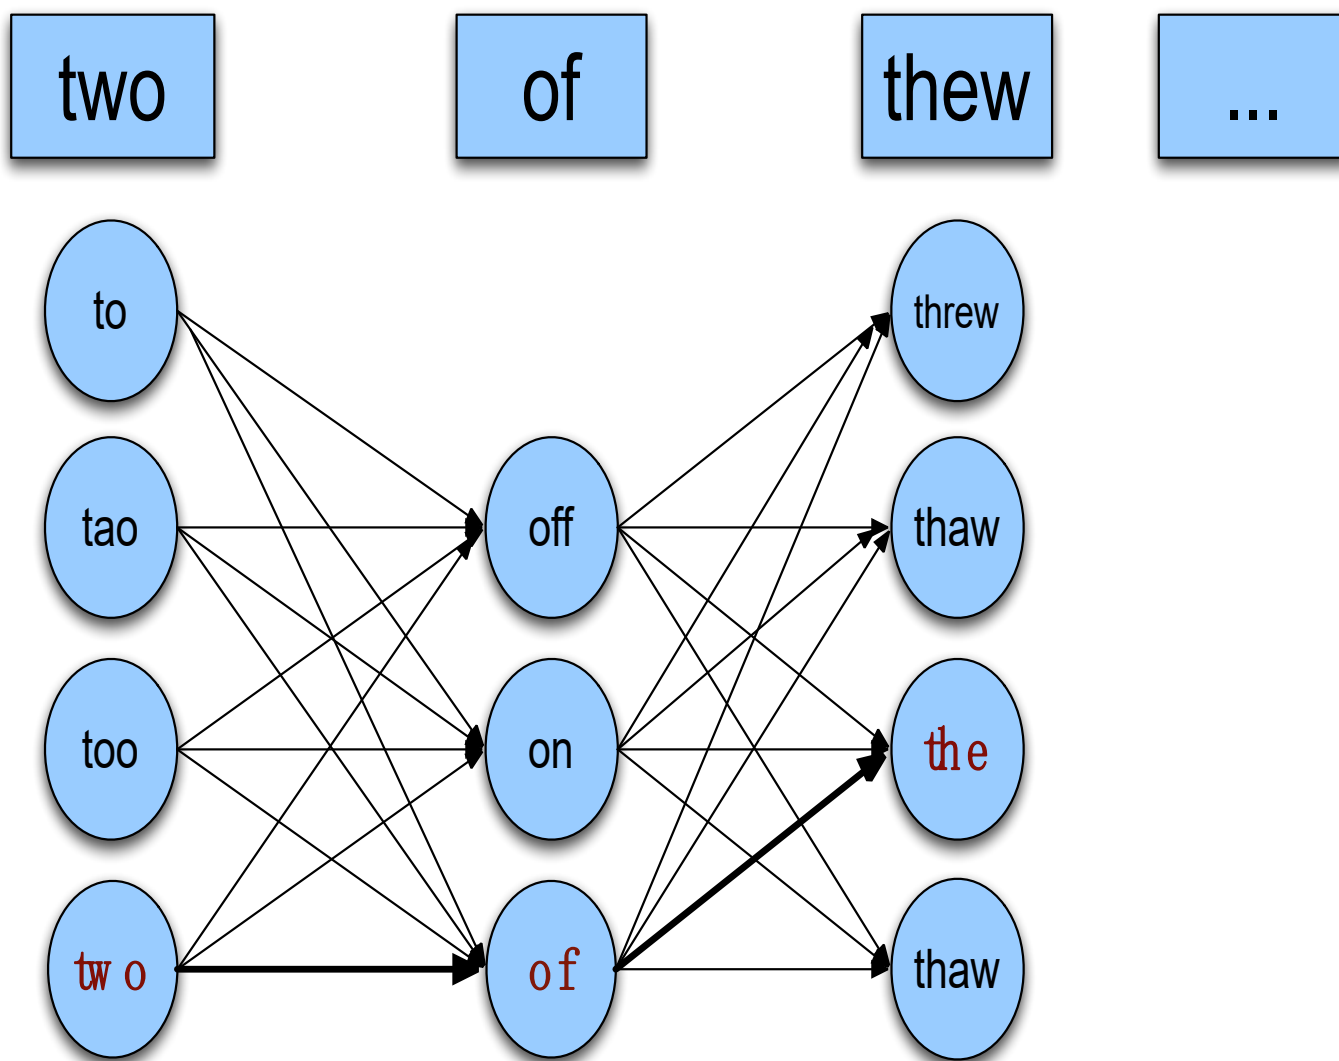 two of thew ...
to threw
tao off thaw
too on the
two of thaw